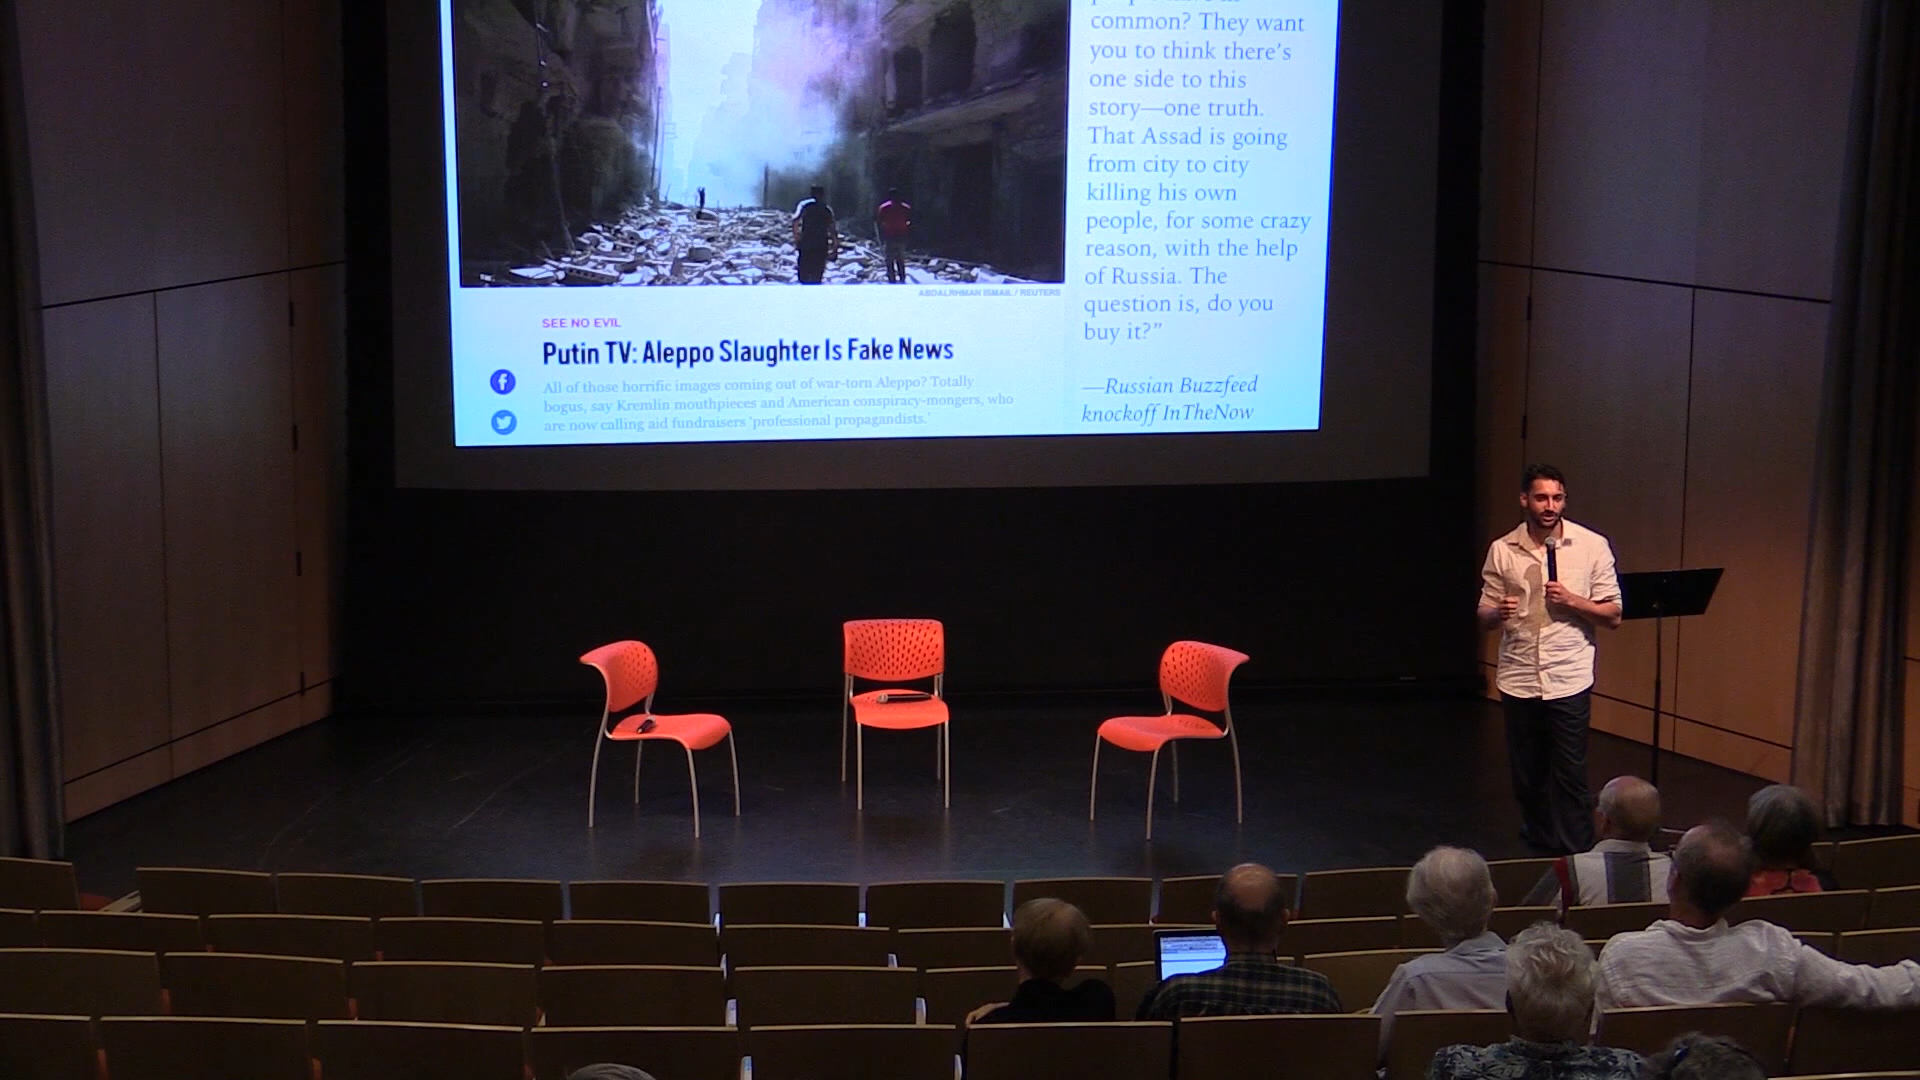 common? They want
you to think there's
one side to this
story—one truth.
That Assad is going
from city to city
killing his own
people, for some crazy
reason, with the help
of Russia. The
question is, do you
buy it?”
—Russian Buzzfeed
knockoff InTheNow
ABDALRHMAN ISMAIL / REUTERS
SEE NO EVIL
Putin TV: Aleppo Slaughter Is Fake News
All of those horrific images coming out of war-torn Aleppo? Totally
bogus, say Kremlin mouthpieces and American conspiracy-mongers, who
are now calling aid fundraisers ‘professional propagandists.’